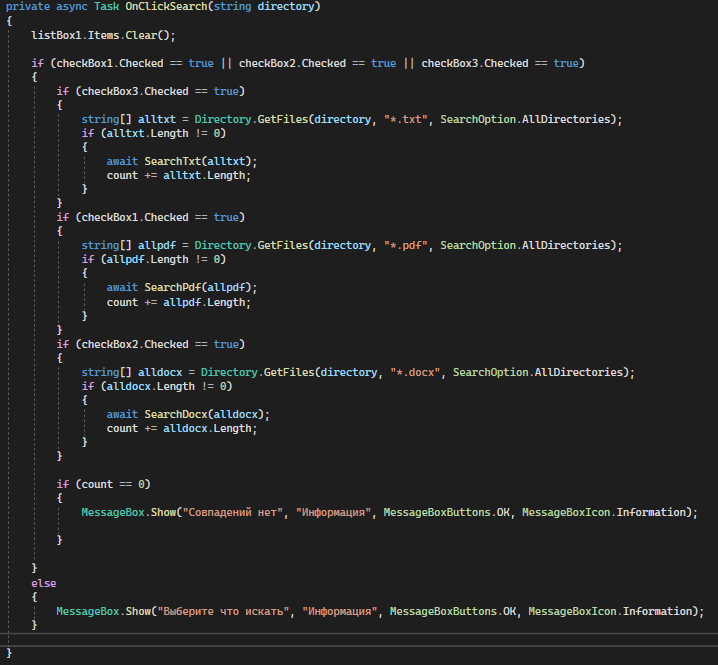 private async Task OnClickSearch(string directory)
{
listBox1.Items.Clear();
if (checkBox1.Checked == true || checkBox2.Checked == true || checkBox3.Checked == true)
{
if (checkBox3.Checked == true)
{
string[] alltxt = Directory.GetFiles(directory, "*.txt", SearchOption.AllDirectories);
if (alltxt.Length != 0)
{
await SearchTxt(alltxt);
count += alltxt.Length;
}
}
if (checkBox1.Checked == true)
{
string[] allpdf = Directory.GetFiles(directory, "*.pdf", SearchOption.AllDirectories);
if (allpdf.Length != 0)
{
await SearchPdf(allpdf);
count += allpdf.Length;
}
}
if (checkBox2.Checked == true)
{
string[] alldocx = Directory.GetFiles(directory, "*.docx", SearchOption.AllDirectories);
if (alldocx.Length != 0)
{
await SearchDocx(alldocx);
count += alldocx.Length;
}
}
if (count == 0)
{
MessageBox.Show("Совпадений нет", "Информация", MessageBoxButtons.OK, MessageBoxIcon.Information);
}
}
else
{
MessageBox.Show("Выберите что искать", "Информация", MessageBoxButtons.OK, MessageBoxIcon.Information);
}
}